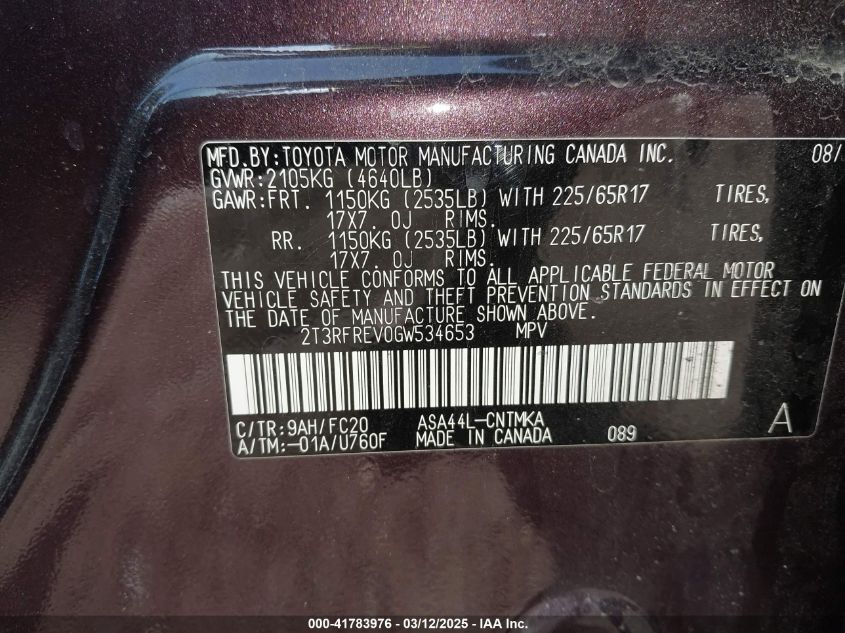 MFD.BY:TOYOTA MOTOR MANUFACTURING CANADA INC. 08/
GVWR:2105KG (4640LB)
GAWR:FRT. 1150KG (2535LB) WITH 225/65R17 TIRES,
17X7.0J RIMS.
RR. 1150KG (2535LB) WITH 225/65R17 TIRES,
17X7.0J RIMS.
THIS VEHICLE CONFORMS TO ALL APPLICABLE FEDERAL MOTOR
VEHICLE SAFETY AND THEFT PREVENTION STANDARDS IN EFFECT ON
THE DATE OF MANUFACTURE SHOWN ABOVE.
2T3RFREV0GW534653 MPV
C/TR:9AH/FC20 ASA44L-CNTMKA A
A/TM:-01A/U760F MADE IN CANADA 089
000-41783976 - 03/12/2025 - IAA Inc.